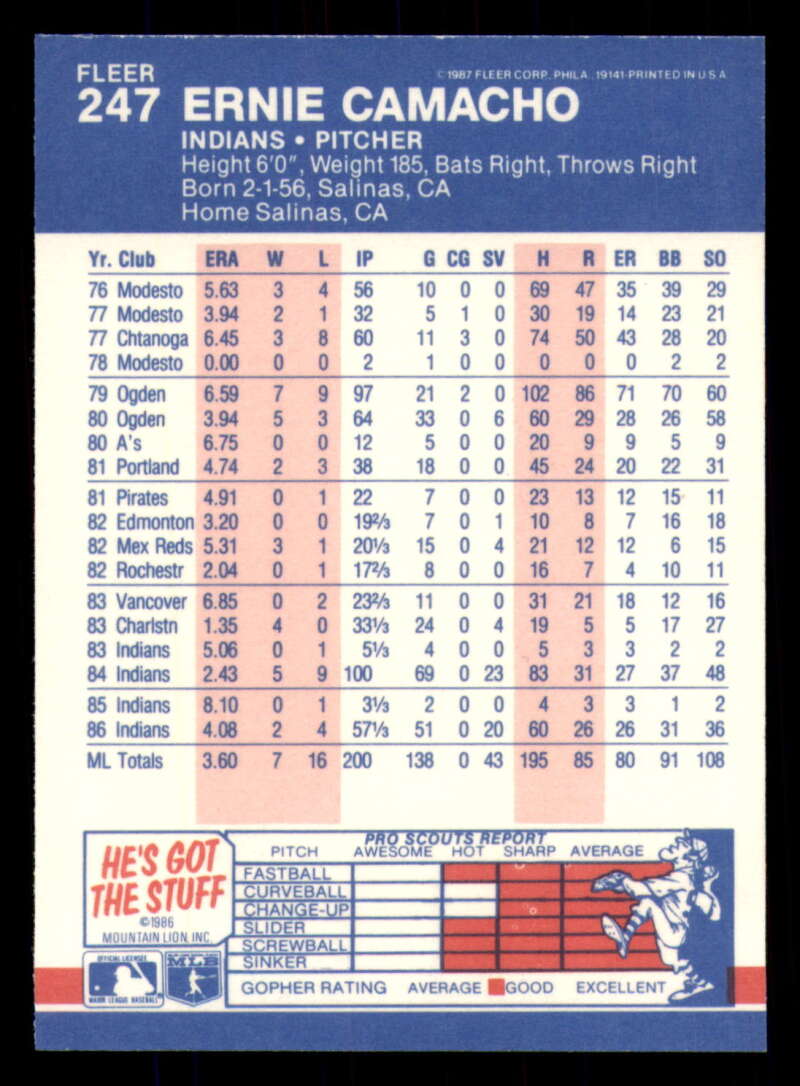 FLEER
© 1987 FLEER CORP., PHILA., 19141-PRINTED IN U.S.A.
247 ERNIE CAMACHO
INDIANS • PITCHER
Height 6'0", Weight 185, Bats Right, Throws Right
Born 2-1-56, Salinas, CA
Home Salinas, CA
Yr. Club ERA W L IP G CG SV H R ER BB SO
76 Modesto 5.63 3 4 56 10 0 0 69 47 35 39 29
77 Modesto 3.94 2 1 32 5 1 0 30 19 14 23 21
77 Chtanoga 6.45 3 8 60 11 3 0 74 50 43 28 20
78 Modesto 0.00 0 0 2 1 0 0 0 0 0 2 2
79 Ogden 6.59 7 9 97 21 2 0 102 86 71 70 60
80 Ogden 3.94 5 3 64 33 0 6 60 29 28 26 58
80 A's 6.75 0 0 12 5 0 0 20 9 9 5 9
81 Portland 4.74 2 3 38 18 0 0 45 24 20 22 31
81 Pirates 4.91 0 1 22 7 0 0 23 13 12 15 11
82 Edmonton 3.20 0 0 19⅔ 7 0 1 10 8 7 16 18
82 Mex Reds 5.31 3 1 20⅓ 15 0 4 21 12 12 6 15
82 Rochestr 2.04 0 1 17⅔ 8 0 0 16 7 4 10 11
83 Vancover 6.85 0 2 23⅔ 11 0 0 31 21 18 12 16
83 Charlstn 1.35 4 0 33⅓ 24 0 4 19 5 5 17 27
83 Indians 5.06 0 1 5⅓ 4 0 0 5 3 3 2 2
84 Indians 2.43 5 9 100 69 0 23 83 31 27 37 48
85 Indians 8.10 0 1 3⅓ 2 0 0 4 3 3 1 2
86 Indians 4.08 2 4 57⅓ 51 0 20 60 26 26 31 36
ML Totals 3.60 7 16 200 138 0 43 195 85 80 91 108
HE'S GOT
THE STUFF
©1986
MOUNTAIN LION, INC.
PRO SCOUTS REPORT
PITCH AWESOME HOT SHARP AVERAGE
FASTBALL
CURVEBALL
CHANGE-UP
SLIDER
SCREWBALL
SINKER
GOPHER RATING AVERAGE GOOD EXCELLENT
OFFICIAL LICENSEE
MAJOR LEAGUE BASEBALL
MLB